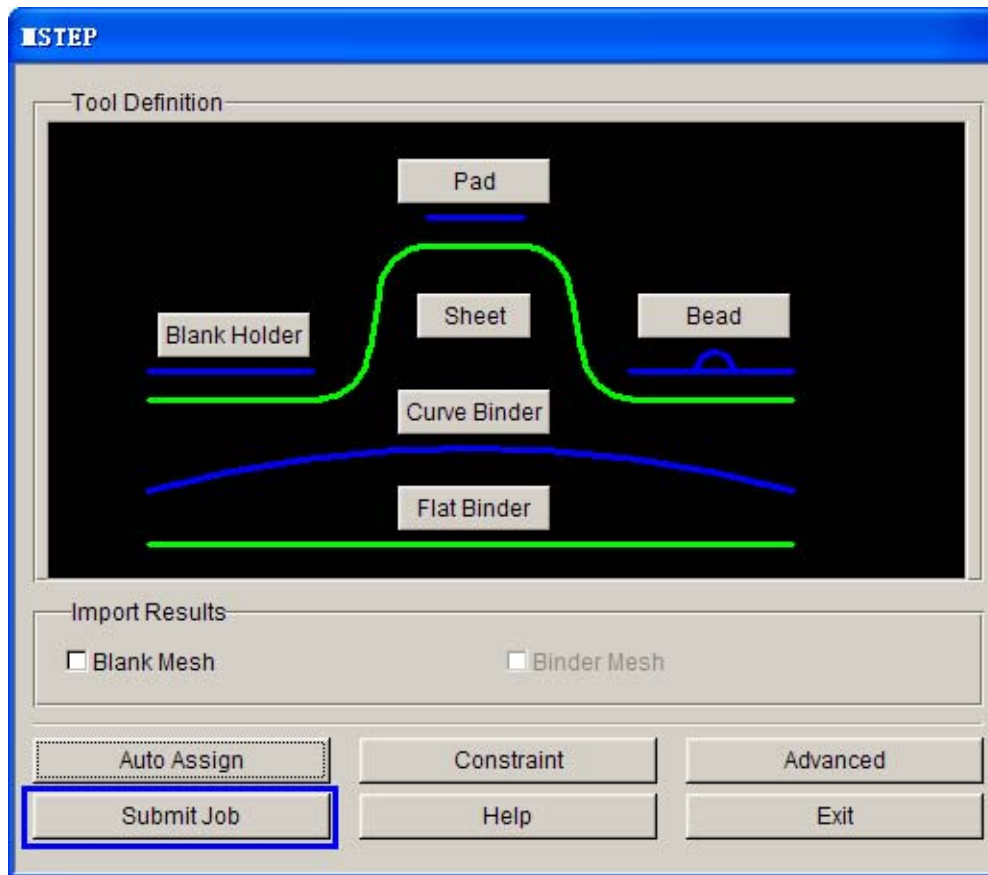 MSTEP
Tool Definition
Pad
Sheet
Bead
Blank Holder
Curve Binder
Flat Binder
Import Results
Blank Mesh
Binder Mesh
Auto Assign
Constraint
Advanced
Submit Job
Help
Exit